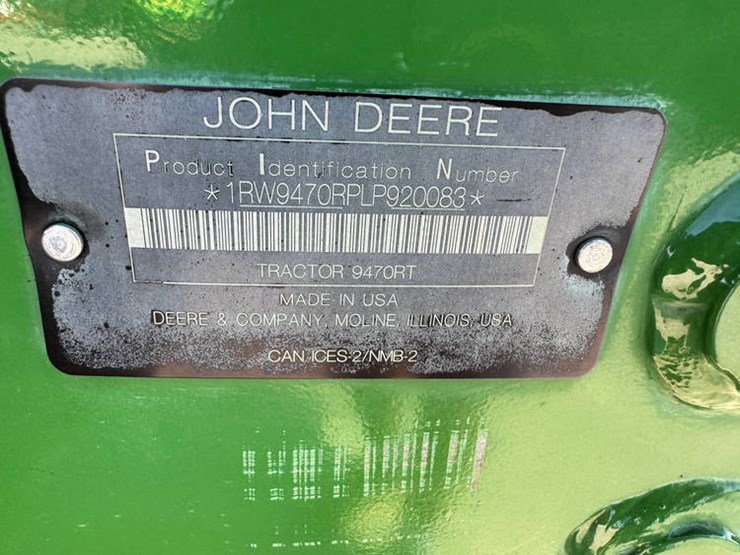 JOHN DEERE
Product Identification Number
*1RW9470RPLP920083*
TRACTOR 9470RT
MADE IN USA
DEERE & COMPANY, MOLINE, ILLINOIS, USA
CAN ICES-2/NMB-2